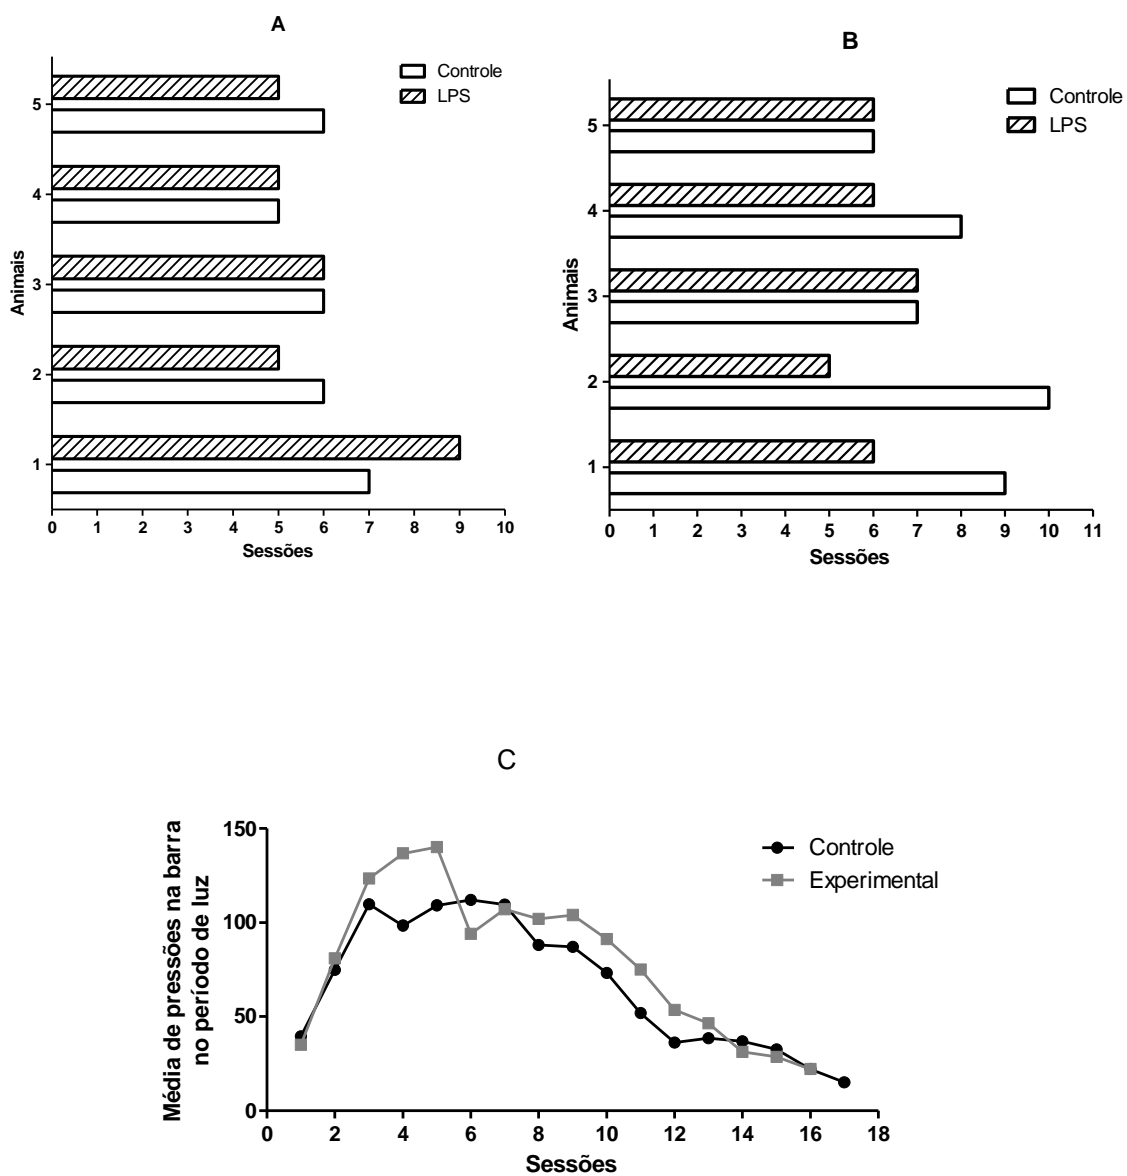 A
Controle
LPS
5
4
3
2
1
Animais
0 1 2 3 4 5 6 7 8 9 10
Sessões
B
Controle
LPS
5
4
3
2
1
Animais
0 1 2 3 4 5 6 7 8 9 10 11
Sessões
C
Média de pressões na barra
no período de luz
150
100
50
0
Controle
Experimental
0 2 4 6 8 10 12 14 16 18
Sessões